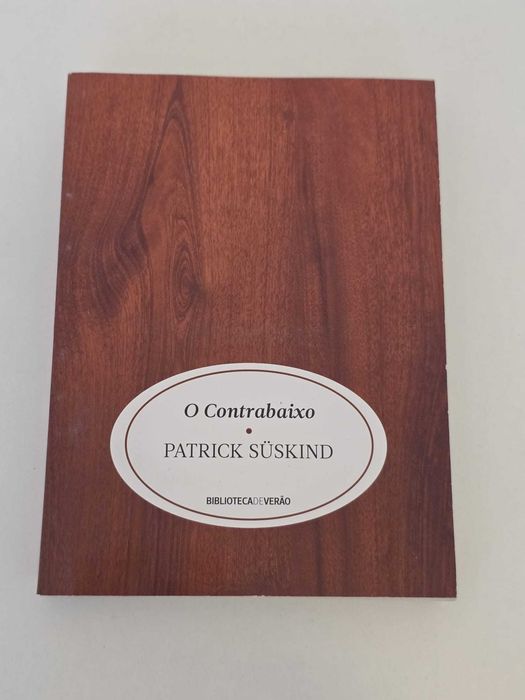 O Contrabaixo
PATRICK SÜSKIND
BIBLIOTECADEVERÃO